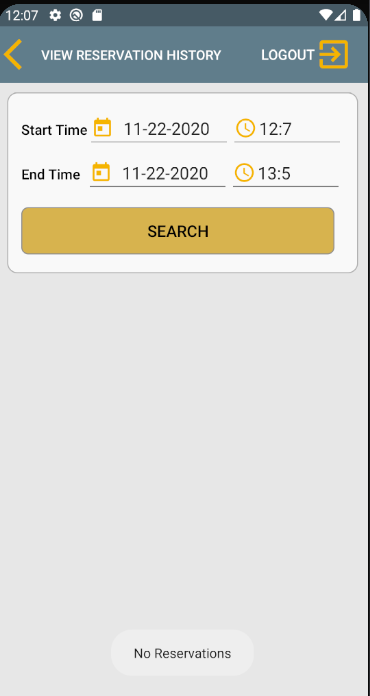 12:07
VIEW RESERVATION HISTORY LOGOUT
Start Time 11-22-2020 12:7
End Time 11-22-2020 13:5
SEARCH
No Reservations